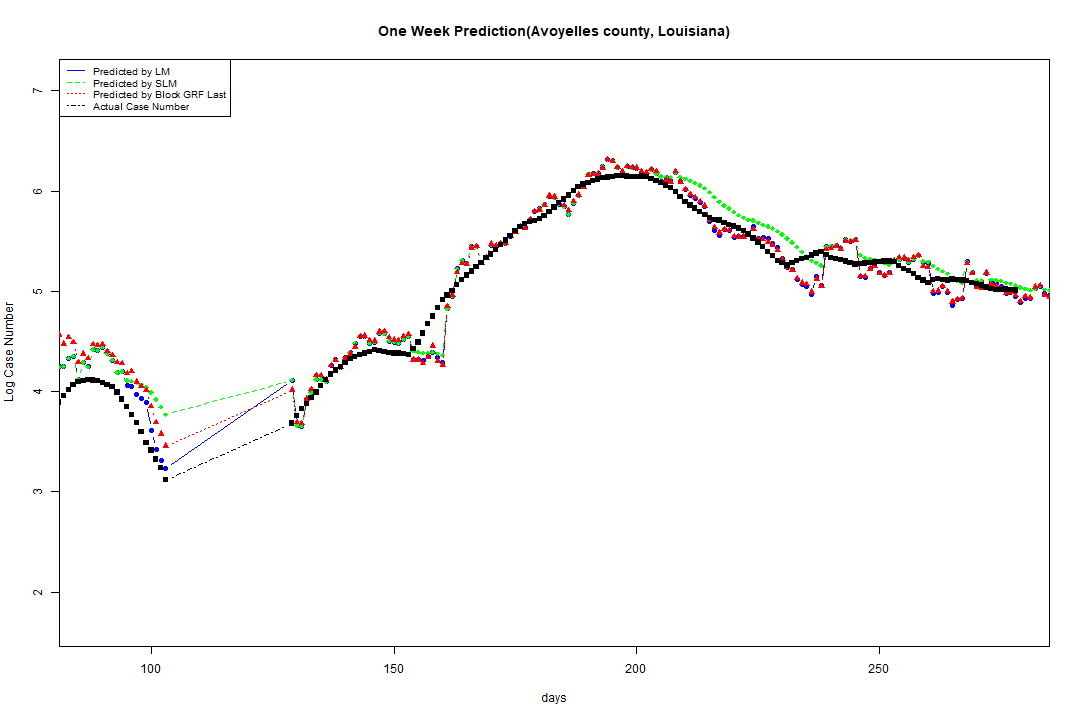 One Week Prediction(Avoyelles county, Louisiana)
Predicted by LM
Predicted by SLM
Predicted by Block GRF Last
Actual Case Number
7
6
5
4
3
2
Log Case Number
100 150 200 250
days